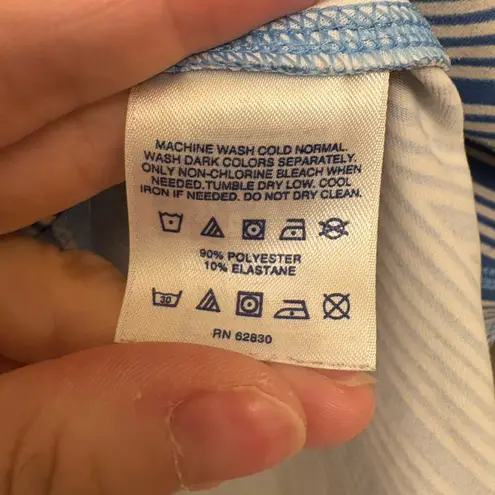 MACHINE WASH COLD NORMAL.
WASH DARK COLORS SEPARATELY.
ONLY NON-CHLORINE BLEACH WHEN
NEEDED.TUMBLE DRY LOW. COOL
IRON IF NEEDED. DO NOT DRY CLEAN.
90% POLYESTER
10% ELASTANE
30
RN 62830